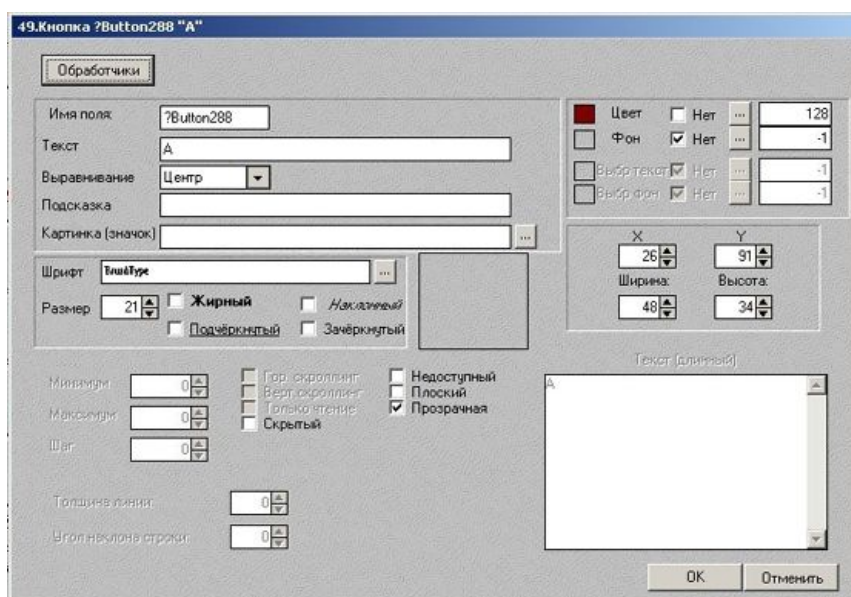 49.Кнопка ?Button288 "А"
Обработчики
Имя поля: ?Button288
Текст А
Выравнивание Центр
Подсказка
Картинка (значок) ...
Шрифт ...
Размер 21 Жирный Наклонный
Подчёркнутый Зачёркнутый
Цвет Нет ... 128
Фон Нет ... -1
Выбр текст Нет ... -1
Выбр фон Нет ... -1
X Y
26 91
Ширина: Высота:
48 34
Минимум 0
Максимум 0
Шаг 0
Гор. скроллинг
Верт.скроллинг
Только чтение
Скрытый
Недоступный
Плоский
Прозрачная
Толщина линии: 0
Угол наклона строки: 0
Текст (длинный)
А
OK Отменить